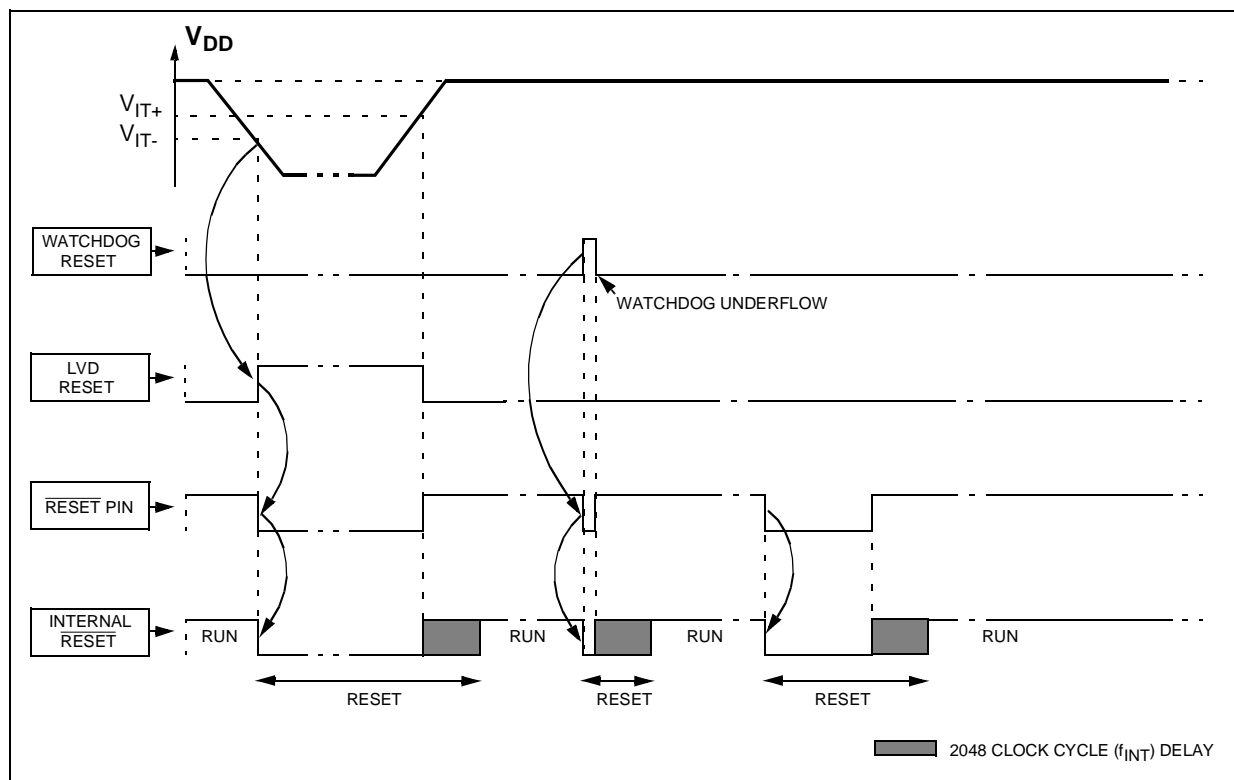 VDD
VIT+
VIT-
WATCHDOG
RESET
WATCHDOG UNDERFLOW
LVD
RESET
RESET PIN
INTERNAL
RESET
RUN
RUN
RUN
RUN
RESET
RESET
RESET
2048 CLOCK CYCLE (fINT) DELAY